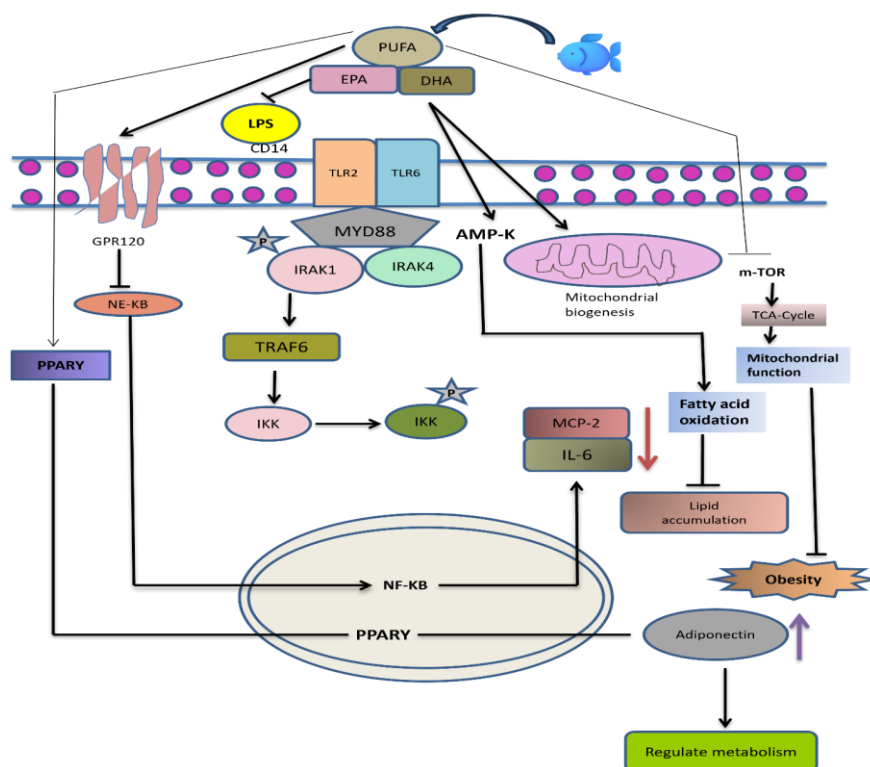 PUFA
EPA
DHA
LPS
CD14
TLR2
TLR6
MYD88
GPR120
P
IRAK1
IRAK4
AMP-K
Mitochondrial
biogenesis
m-TOR
TCA-Cycle
Mitochondrial
function
NE-KB
TRAF6
PPARY
P
IKK
IKK
MCP-2
IL-6
Fatty acid
oxidation
Lipid
accumulation
Obesity
NF-KB
PPARY
Adiponectin
Regulate metabolism